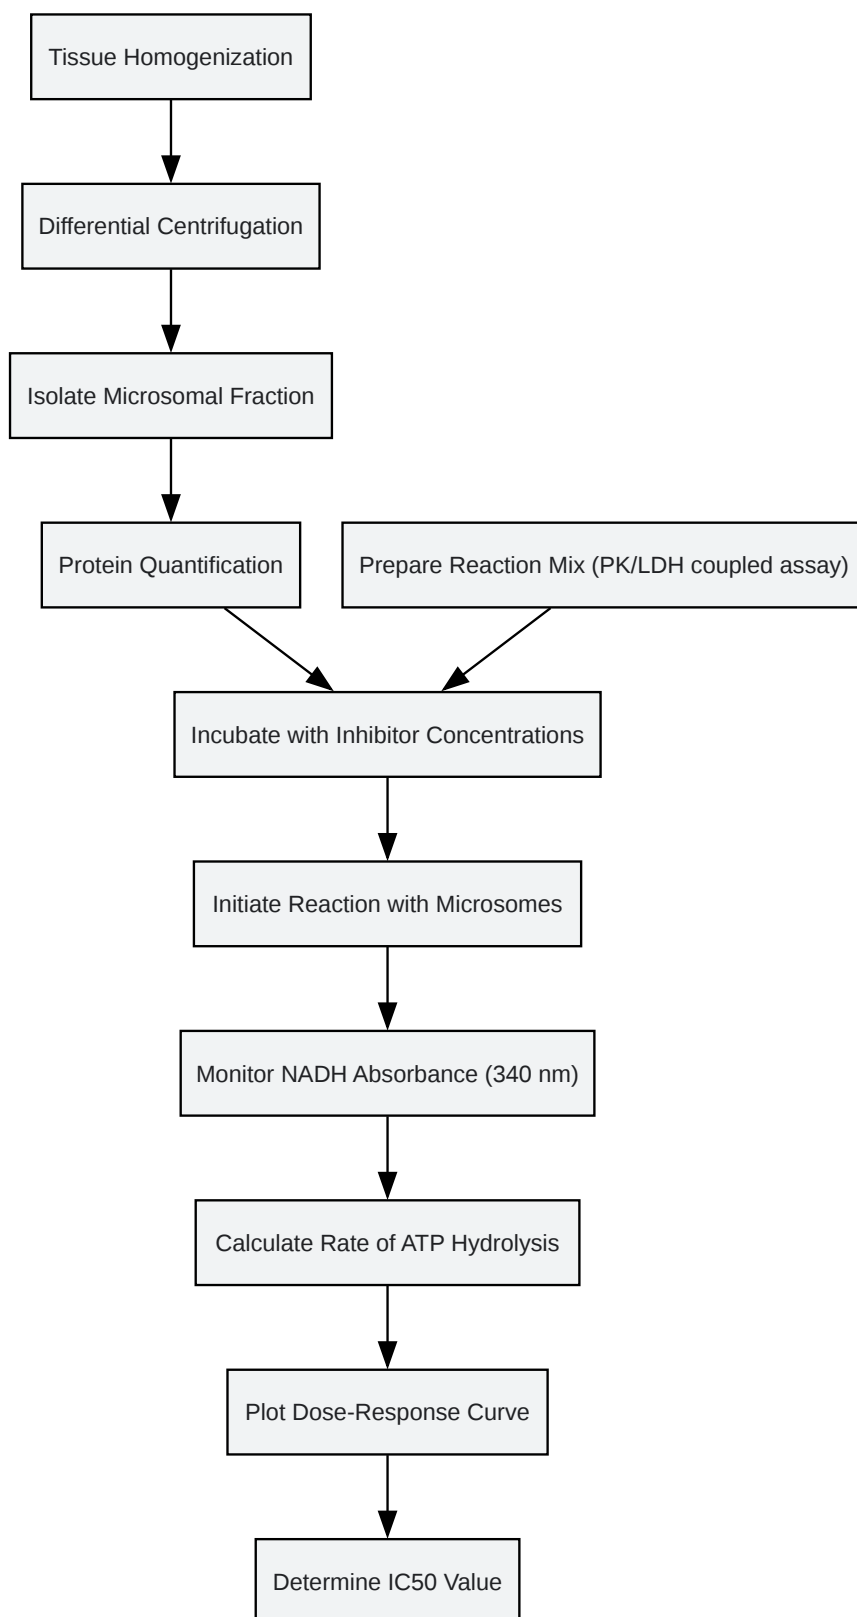 Tissue Homogenization
Differential Centrifugation
Isolate Microsomal Fraction
Protein Quantification
Prepare Reaction Mix (PK/LDH coupled assay)
Incubate with Inhibitor Concentrations
Initiate Reaction with Microsomes
Monitor NADH Absorbance (340 nm)
Calculate Rate of ATP Hydrolysis
Plot Dose-Response Curve
Determine IC50 Value